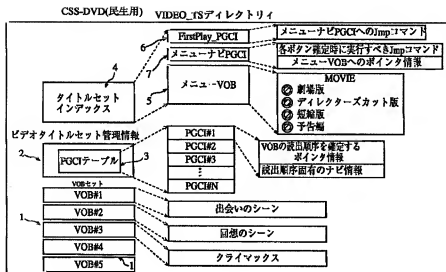 CSS-DVD(民生用) VIDEO_TSディレクトリィ
6
FirstPlay_PGCI
メニューナビPGCIへのJmpコマンド
7
メニューナビPGCI
各ボタン確定時に実行すべきJmpコマンド
メニューVOBへのポインタ情報
4
タイトルセット
インデックス
5
メニューVOB
MOVIE
劇場版
ディレクターズカット版
短縮版
予告編
ビデオタイトルセット管理情報
2
PGCIテーブル
3
PGCI#1
PGCI#2
PGCI#3
⋮
PGCI#N
VOBの読出順序を確定する
ポインタ情報
読出順序固有のナビ情報
VOBセット
1
VOB#1
VOB#2
VOB#3
VOB#4
VOB#5
1
出会いのシーン
回想のシーン
クライマックス